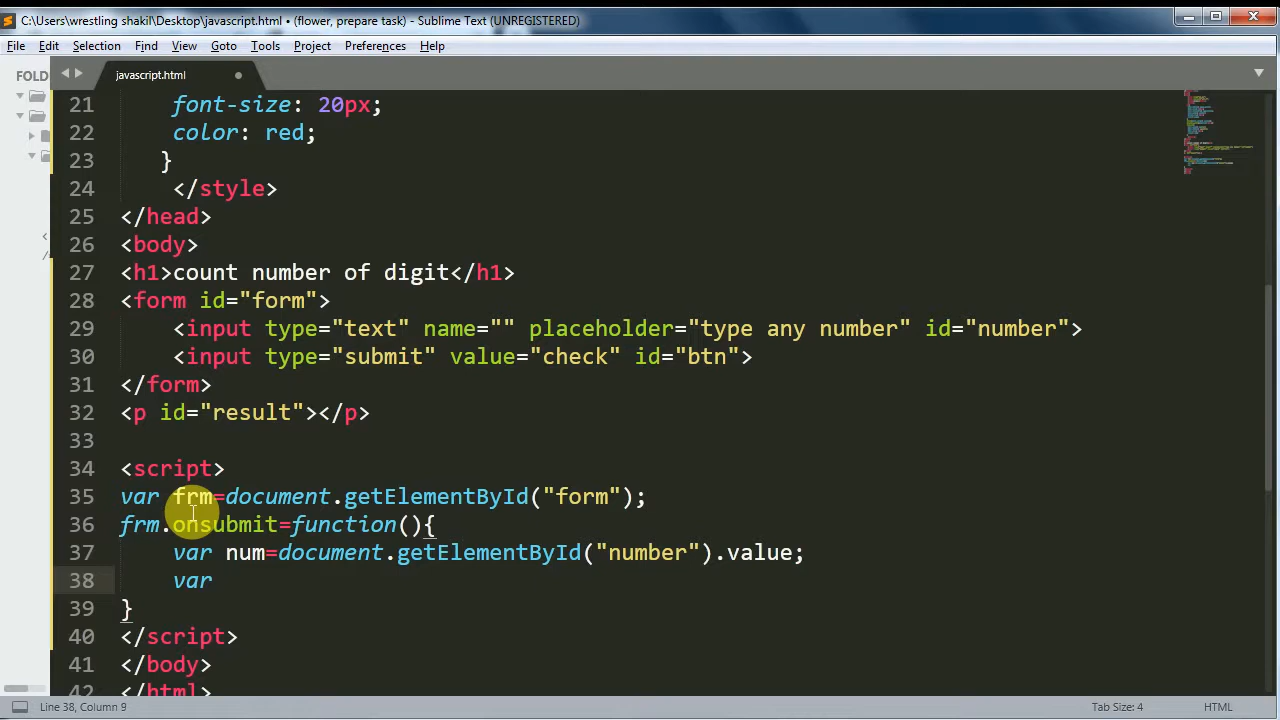 C:\Users\wrestling shakil\Desktop\javascript.html • (flower, prepare task) - Sublime Text (UNREGISTERED)
File Edit Selection Find View Goto Tools Project Preferences Help
FOLD
javascript.html
21 font-size: 20px;
22 color: red;
23 }
24 </style>
25 </head>
26 <body>
27 <h1>count number of digit</h1>
28 <form id="form">
29 <input type="text" name="" placeholder="type any number" id="number">
30 <input type="submit" value="check" id="btn">
31 </form>
32 <p id="result"></p>
33
34 <script>
35 var frm=document.getElementById("form");
36 frm.onsubmit=function(){
37 var num=document.getElementById("number").value;
38 var
39 }
40 </script>
41 </body>
42 </html>
Line 38, Column 9 Tab Size: 4 HTML